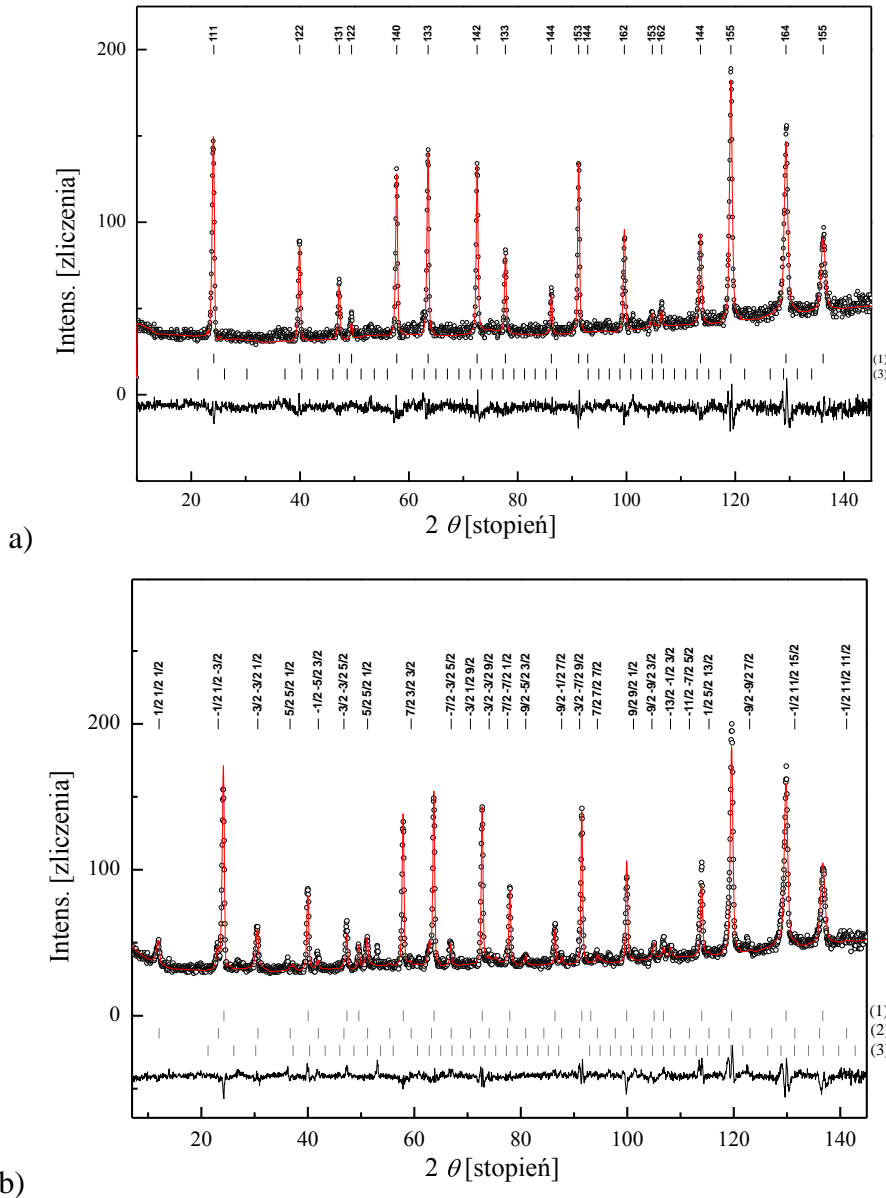 111
122
131
122
140
133
142
133
144
153
144
162
153
162
144
155
164
155
200
100
0
Intens. [zliczenia]
(1)
(3)
20 40 60 80 100 120 140
2 θ [stopień]
a)
-1/2 1/2 1/2
-1/2 1/2 -3/2
-3/2 -3/2 1/2
5/2 5/2 1/2
-1/2 -5/2 3/2
-3/2 -3/2 5/2
5/2 5/2 1/2
7/2 3/2 3/2
-7/2 -3/2 5/2
-3/2 1/2 9/2
-3/2 -3/2 9/2
-7/2 -7/2 1/2
-9/2 -5/2 3/2
-9/2 -1/2 7/2
-3/2 -7/2 9/2
7/2 7/2 7/2
9/2 9/2 1/2
-9/2 -9/2 3/2
-13/2 -1/2 3/2
-11/2 -7/2 5/2
1/2 5/2 13/2
-9/2 -9/2 7/2
-1/2 11/2 15/2
-1/2 11/2 11/2
200
100
0
Intens. [zliczenia]
(1)
(2)
(3)
20 40 60 80 100 120 140
2 θ [stopień]
b)